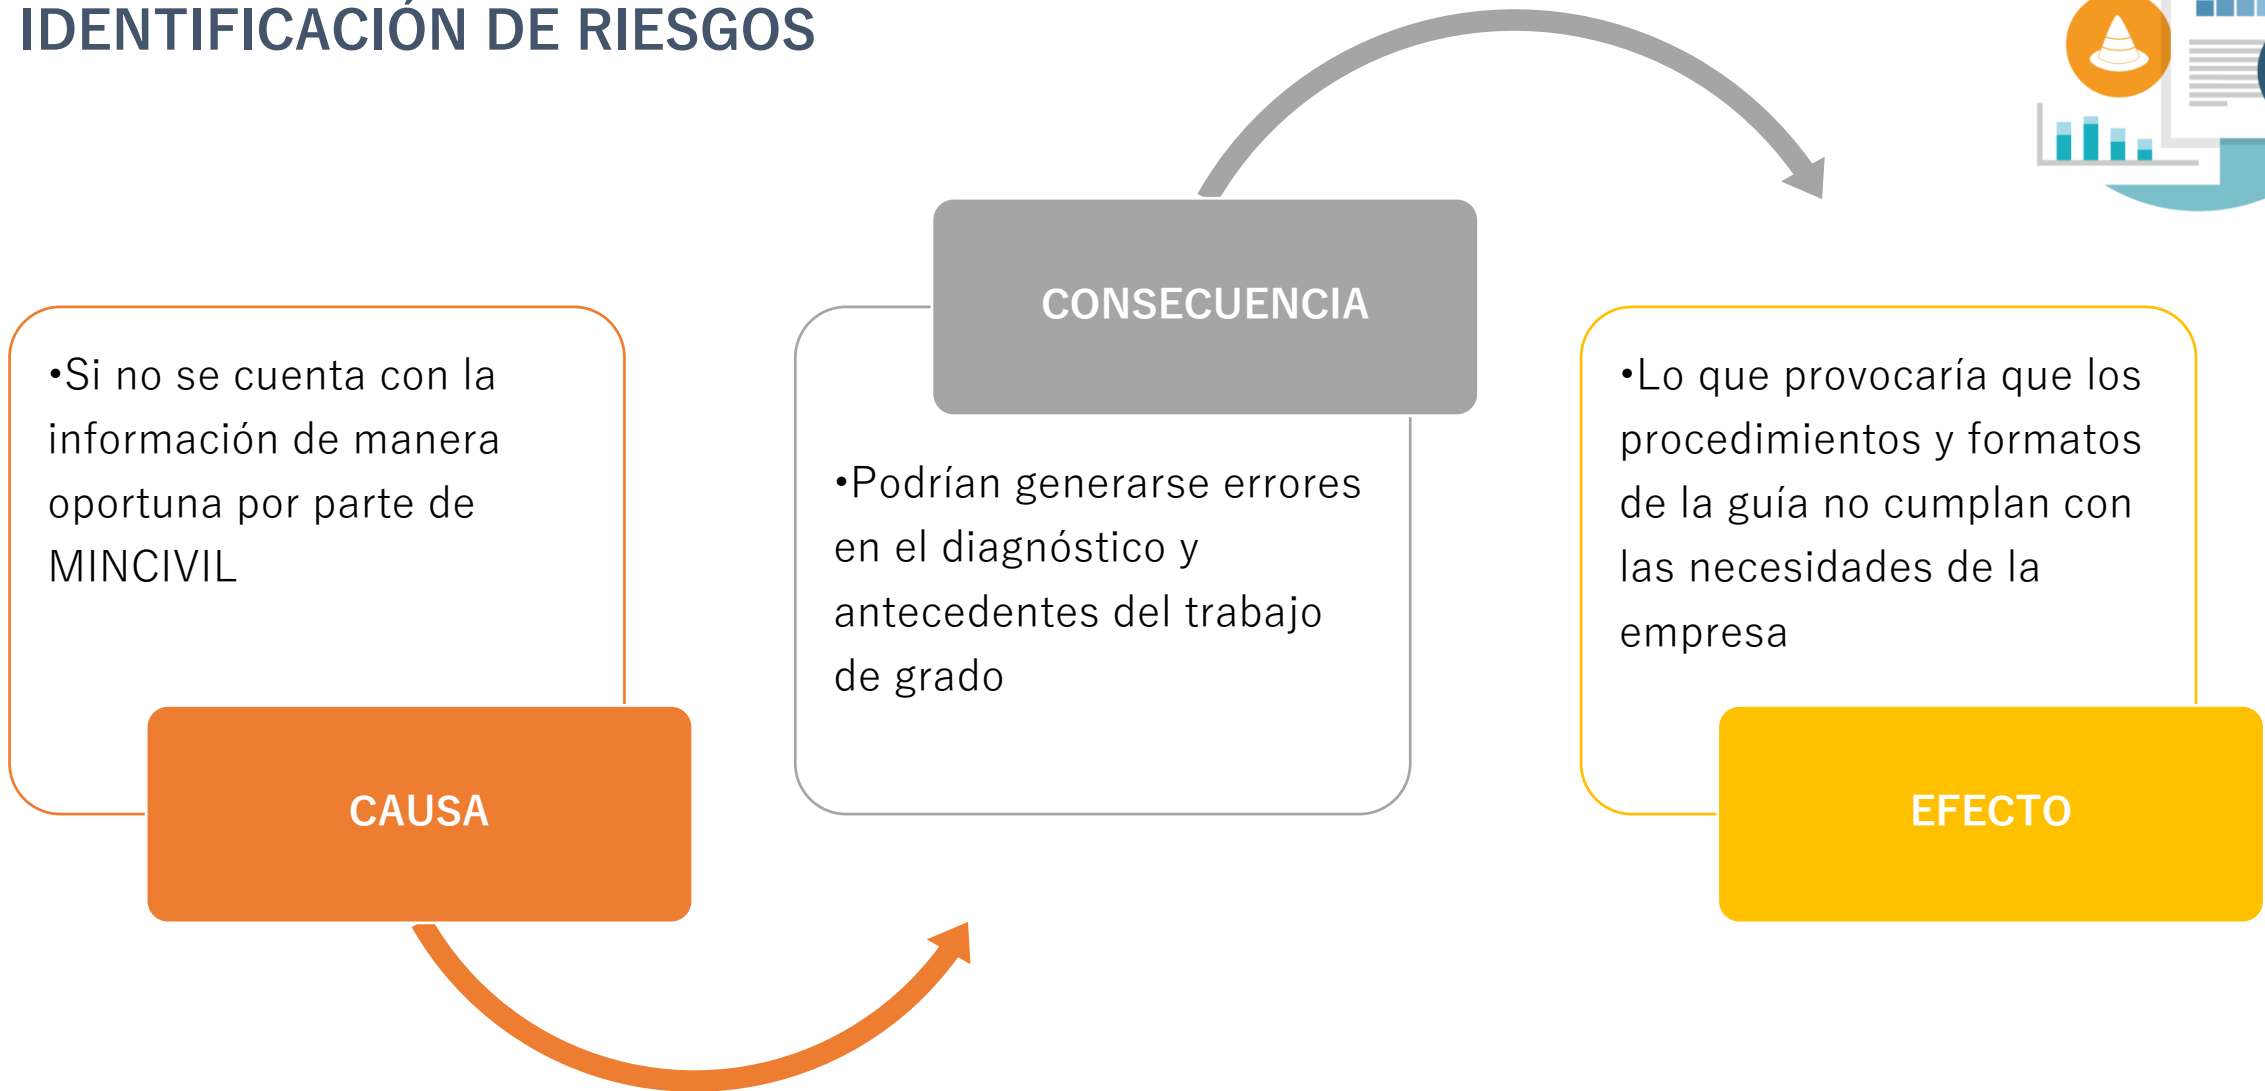 IDENTIFICACIÓN DE RIESGOS
•Si no se cuenta con la
información de manera
oportuna por parte de
MINCIVIL
CAUSA
CONSECUENCIA
•Podrían generarse errores
en el diagnóstico y
antecedentes del trabajo
de grado
•Lo que provocaría que los
procedimientos y formatos
de la guía no cumplan con
las necesidades de la
empresa
EFECTO